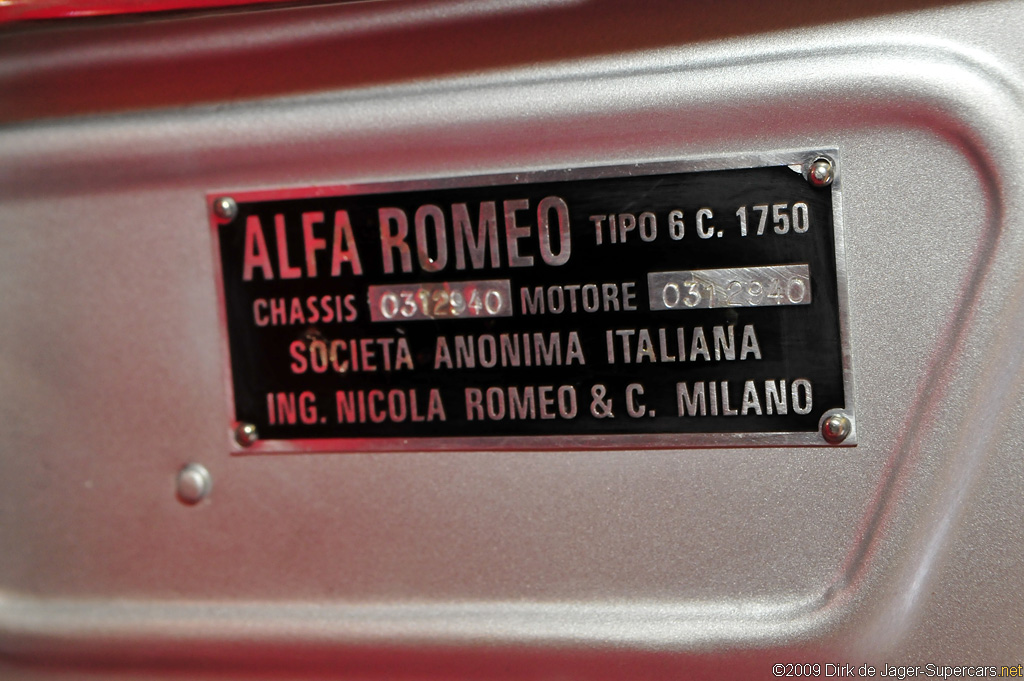 ALFA ROMEO TIPO 6 C. 1750
CHASSIS 0312940 MOTORE 0312940
SOCIETÀ ANONIMA ITALIANA
ING. NICOLA ROMEO & C. MILANO
©2009 Dirk de Jager-Supercars.net